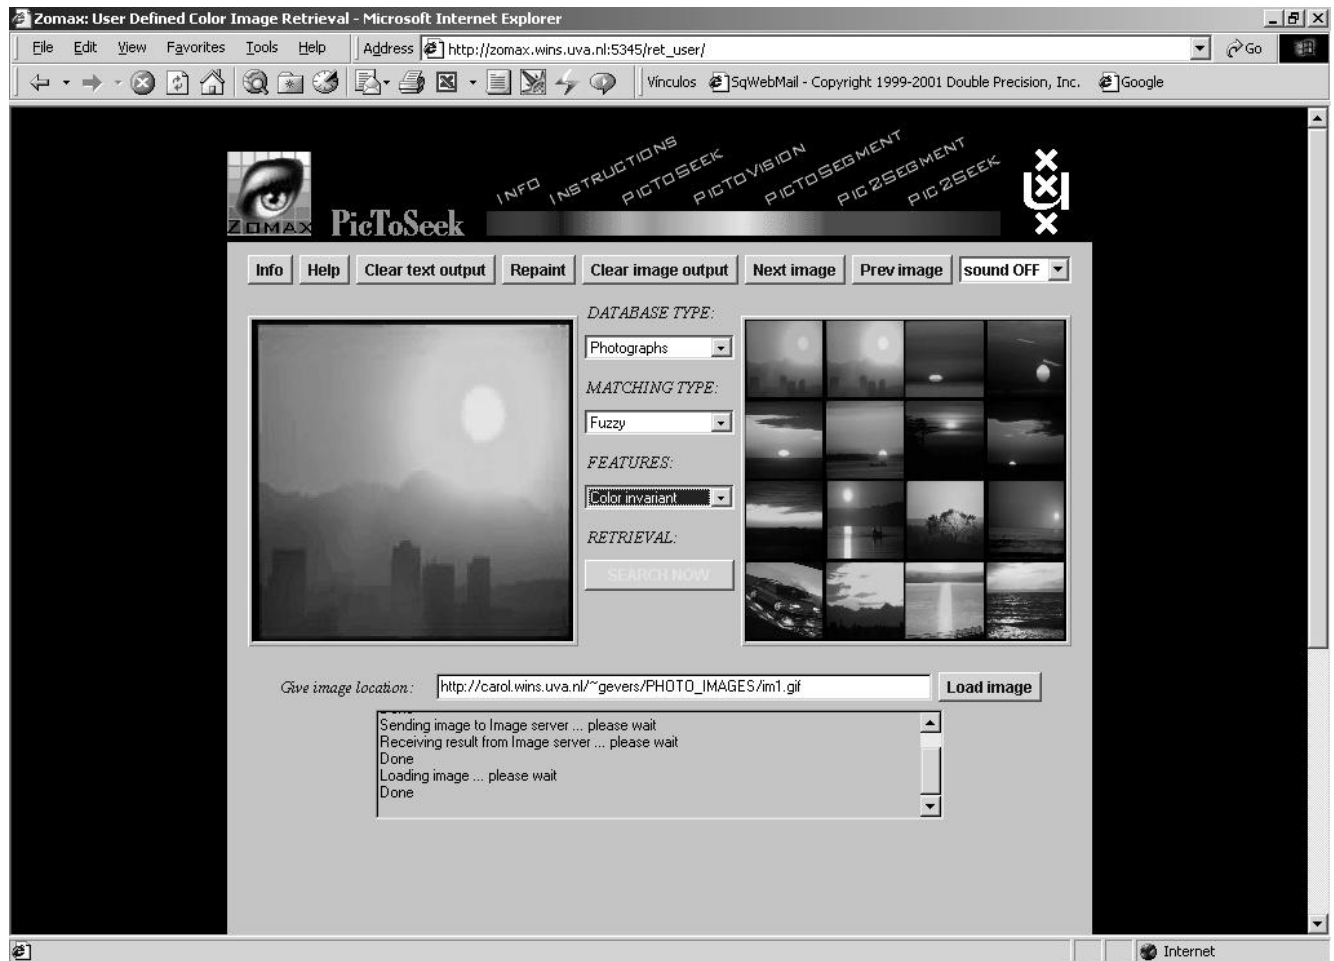 Zomax: User Defined Color Image Retrieval - Microsoft Internet Explorer
File Edit View Favorites Tools Help Address http://zomax.wins.uva.nl:5345/ret_user/ Go
Vínculos SqWebMail - Copyright 1999-2001 Double Precision, Inc. Google
INFO INSTRUCTIONS PICTOSEEK PICTOVISION PICTOSEGMENT PIC2SEGMENT PIC2SEEK
ZOMAX PicToSeek
Info Help Clear text output Repaint Clear image output Next image Prev image sound OFF
DATABASE TYPE:
Photographs
MATCHING TYPE:
Fuzzy
FEATURES:
Color invariant
RETRIEVAL:
SEARCH NOW
Give image location: http://carol.wins.uva.nl/~gevers/PHOTO_IMAGES/im1.gif Load image
Sending image to Image server ... please wait
Receiving result from Image server ... please wait
Done
Loading image ... please wait
Done
Internet